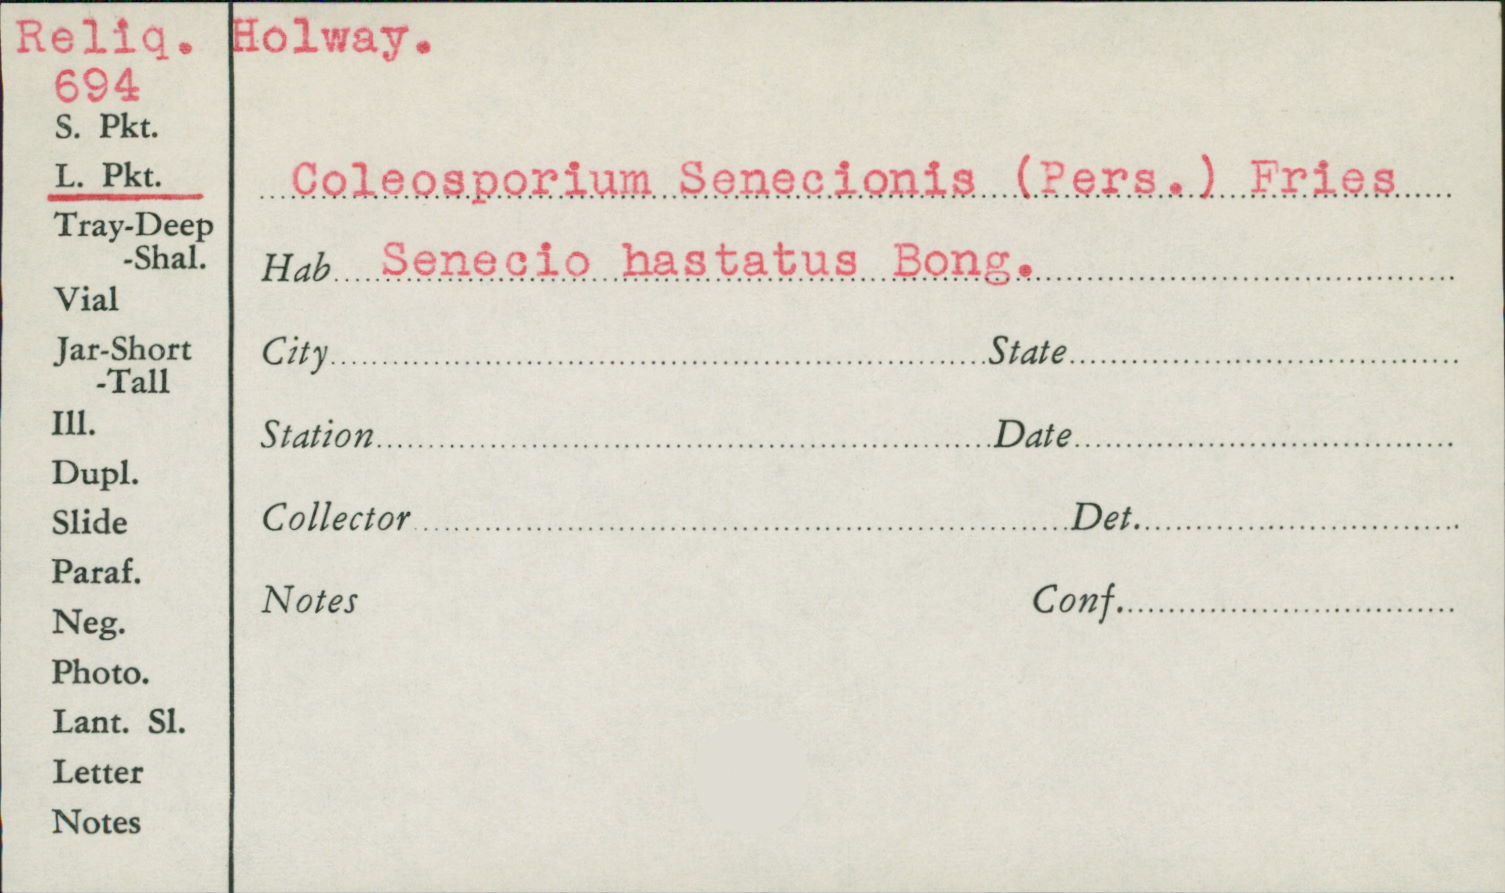 Reliq. Holway.
694
S. Pkt.
L. Pkt.
Coleosporium Senecionis (Pers.) Fries
Tray-Deep
-Shal.
Hab. Senecio hastatus Bong.
Vial
Jar-Short
-Tall
City
State
Ill.
Station
Date
Dupl.
Slide
Collector
Det.
Paraf.
Notes
Conf.
Neg.
Photo.
Lant. Sl.
Letter
Notes